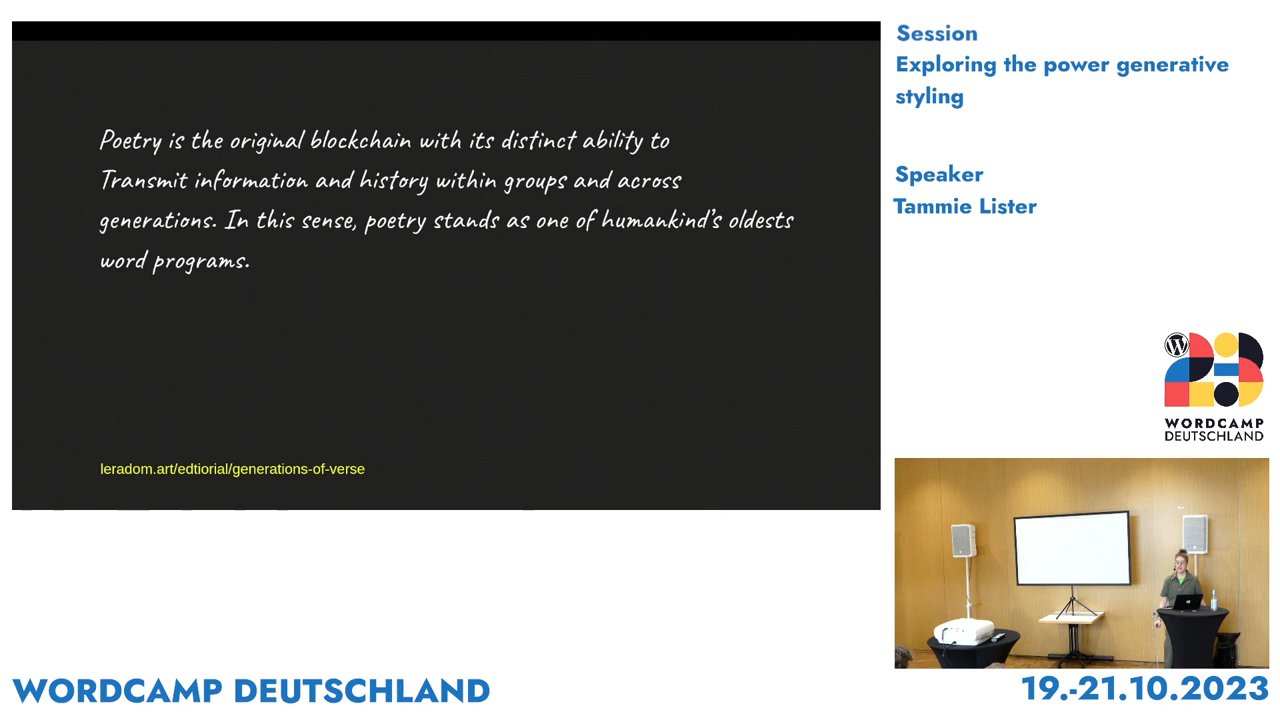 Poetry is the original blockchain with its distinct ability to
Transmit information and history within groups and across
generations. In this sense, poetry stands as one of humankind's oldests
word programs.
leradom.art/edtiorial/generations-of-verse
Session
Exploring the power generative
styling
Speaker
Tammie Lister
WORDCAMP
DEUTSCHLAND
WORDCAMP DEUTSCHLAND
19.-21.10.2023